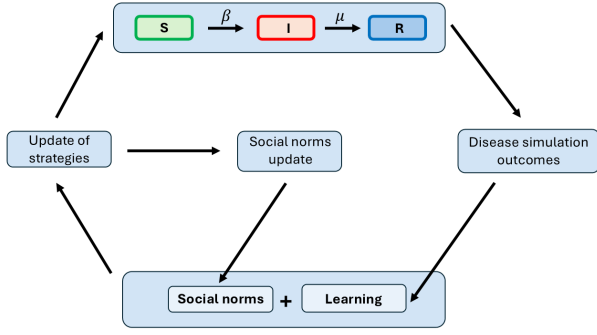 β μ
S I R
Update of
strategies
Social norms
update
Disease simulation
outcomes
Social norms + Learning